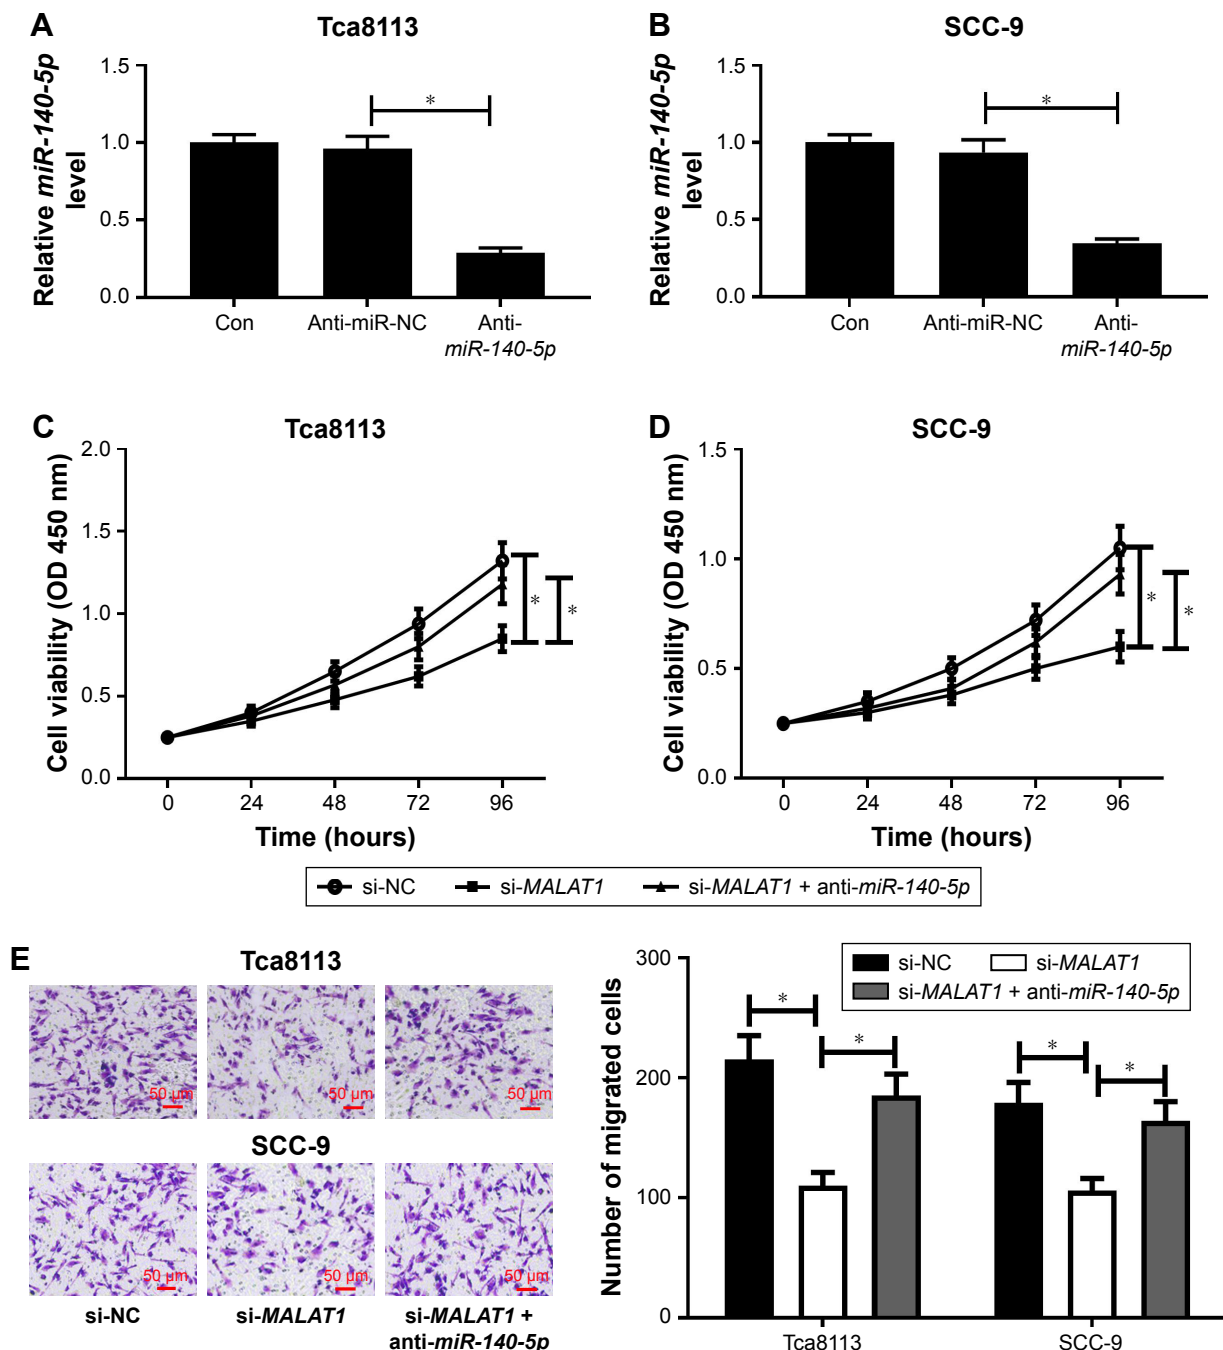 A
Tca8113
Relative miR-140-5p
level
1.5
1.0
0.5
0.0
*
Con
Anti-miR-NC
Anti-
miR-140-5p
B
SCC-9
Relative miR-140-5p
level
1.5
1.0
0.5
0.0
*
Con
Anti-miR-NC
Anti-
miR-140-5p
C
Tca8113
Cell viability (OD 450 nm)
2.0
1.5
1.0
0.5
0.0
* *
0 24 48 72 96
Time (hours)
D
SCC-9
Cell viability (OD 450 nm)
1.5
1.0
0.5
0.0
* *
0 24 48 72 96
Time (hours)
si-NC si-MALAT1 si-MALAT1 + anti-miR-140-5p
E
Tca8113
50 µm 50 µm 50 µm
SCC-9
50 µm 50 µm 50 µm
si-NC
si-MALAT1
si-MALAT1 +
anti-miR-140-5p
Number of migrated cells
300
200
100
0
si-NC si-MALAT1
si-MALAT1 + anti-miR-140-5p
* * * *
Tca8113 SCC-9